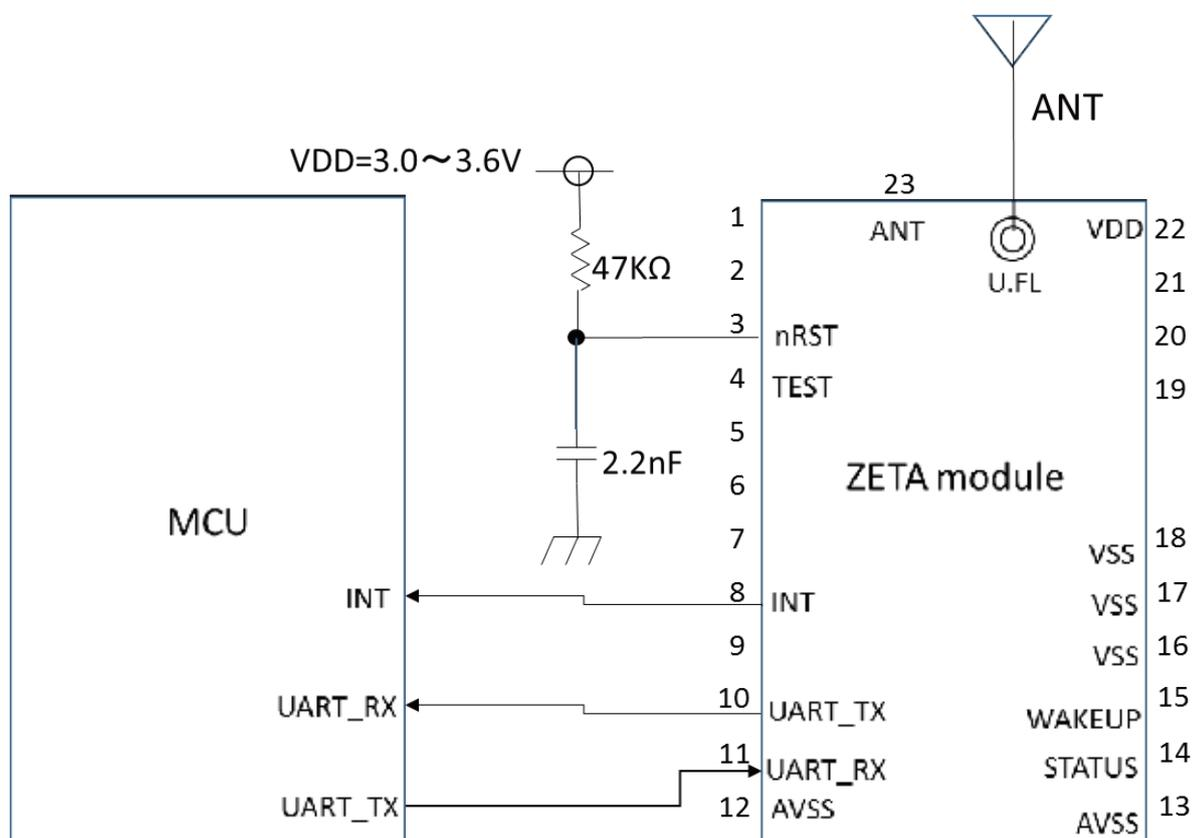 ANT
VDD=3.0～3.6V
23
1
ANT
VDD 22
2
47KΩ
U.FL
21
3
nRST
20
4
TEST
19
5
2.2nF
6
ZETA module
7
MCU
VSS 18
INT
8
INT
VSS 17
9
VSS 16
UART_RX
10
UART_TX
WAKEUP 15
11
UART_RX
STATUS 14
UART_TX
12
AVSS
AVSS 13